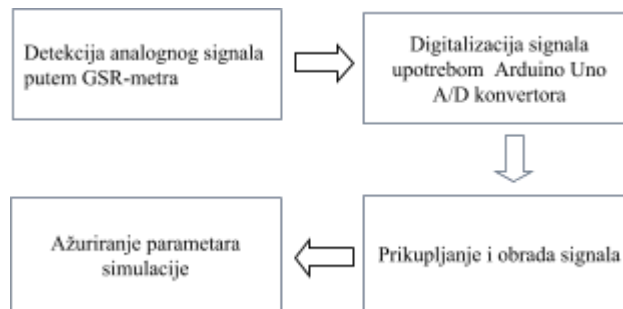 Detekcija analognog signala
putem GSR-metra
Digitalizacija signala
upotrebom Arduino Uno
A/D konvertora
Prikupljanje i obrada signala
Ažuriranje parametara
simulacije